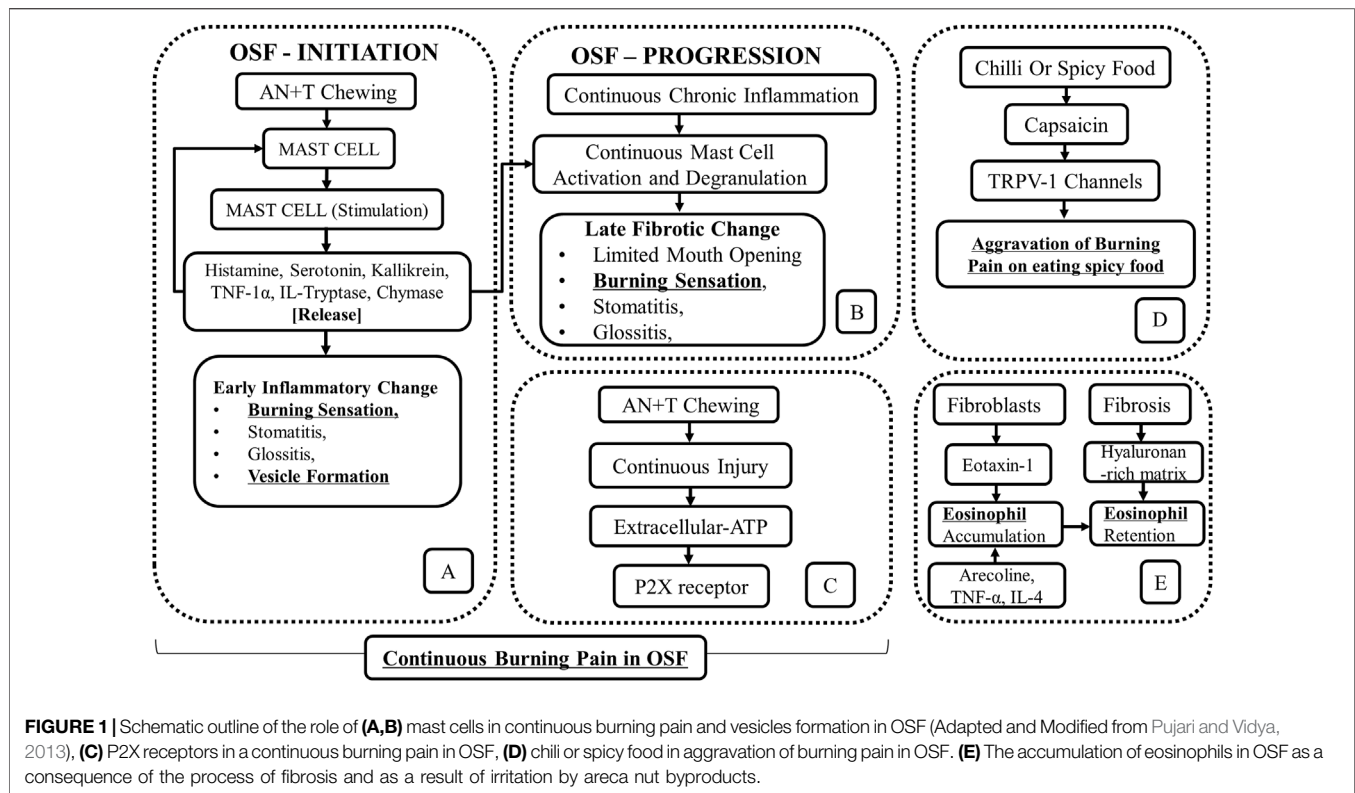 OSF - INITIATION
AN+T Chewing
MAST CELL
MAST CELL (Stimulation)
Histamine, Serotonin, Kallikrein,
TNF-1α, IL-Tryptase, Chymase
[Release]
Early Inflammatory Change
• Burning Sensation,
• Stomatitis,
• Glossitis,
• Vesicle Formation
A
OSF – PROGRESSION
Continuous Chronic Inflammation
Continuous Mast Cell
Activation and Degranulation
Late Fibrotic Change
• Limited Mouth Opening
• Burning Sensation,
• Stomatitis,
• Glossitis,
B
AN+T Chewing
Continuous Injury
Extracellular-ATP
P2X receptor
C
Chilli Or Spicy Food
Capsaicin
TRPV-1 Channels
Aggravation of Burning
Pain on eating spicy food
D
Fibroblasts
Eotaxin-1
Eosinophil
Accumulation
Arecoline,
TNF-α, IL-4
Fibrosis
Hyaluronan
-rich matrix
Eosinophil
Retention
E
Continuous Burning Pain in OSF
FIGURE 1 | Schematic outline of the role of (A,B) mast cells in continuous burning pain and vesicles formation in OSF (Adapted and Modified from Pujari and Vidya,
2013), (C) P2X receptors in a continuous burning pain in OSF, (D) chili or spicy food in aggravation of burning pain in OSF. (E) The accumulation of eosinophils in OSF as a
consequence of the process of fibrosis and as a result of irritation by areca nut byproducts.